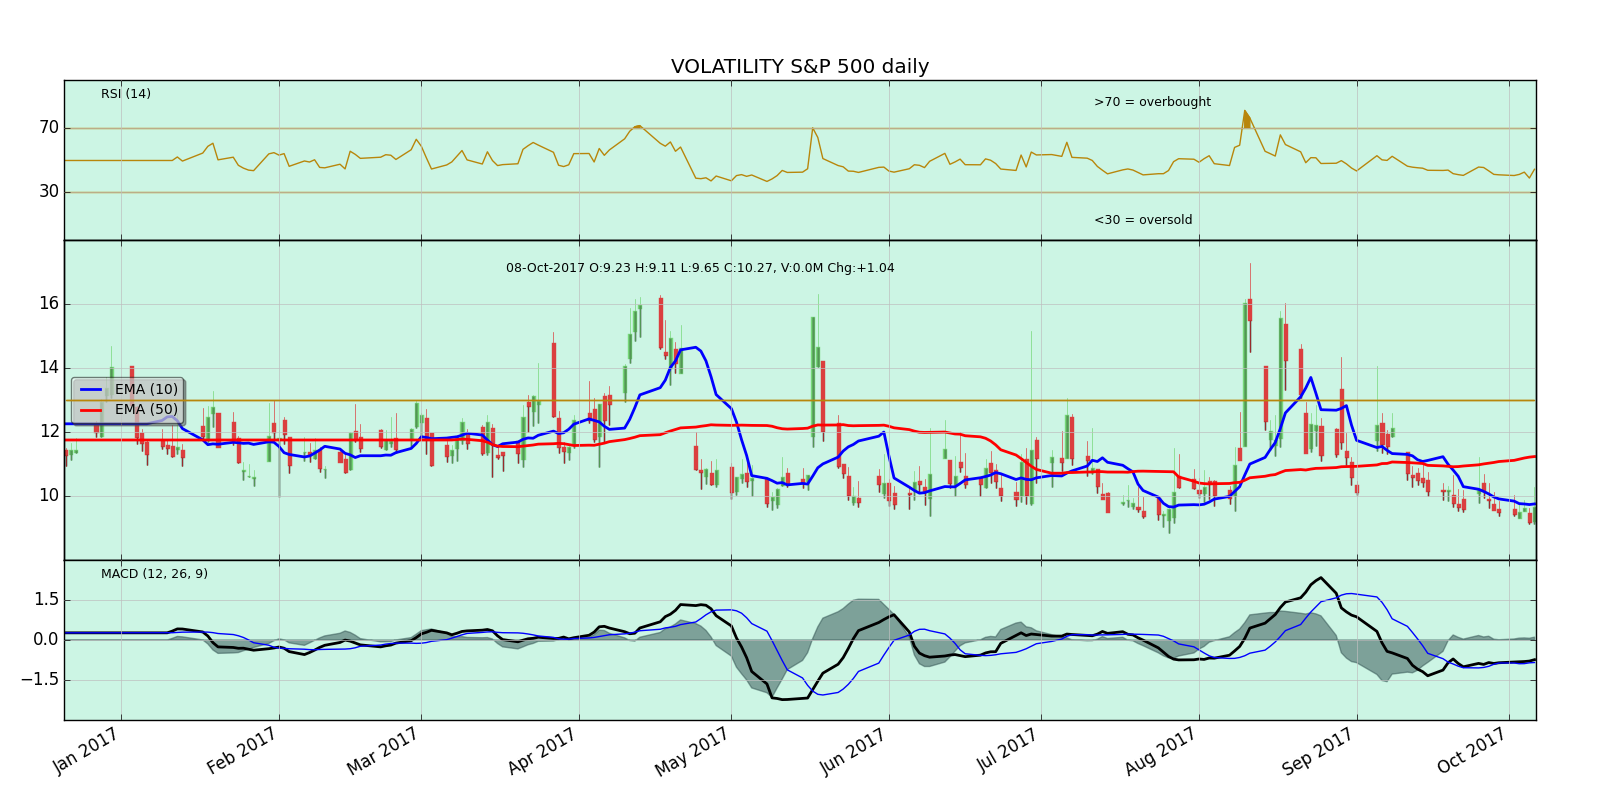 VOLATILITY S&P 500 daily
RSI (14)
>70 = overbought
70
30
<30 = oversold
08-Oct-2017 O:9.23 H:9.11 L:9.65 C:10.27, V:0.0M Chg:+1.04
16
14
EMA (10)
EMA (50)
12
10
MACD (12, 26, 9)
1.5
0.0
−1.5
Jan 2017
Feb 2017
Mar 2017
Apr 2017
May 2017
Jun 2017
Jul 2017
Aug 2017
Sep 2017
Oct 2017